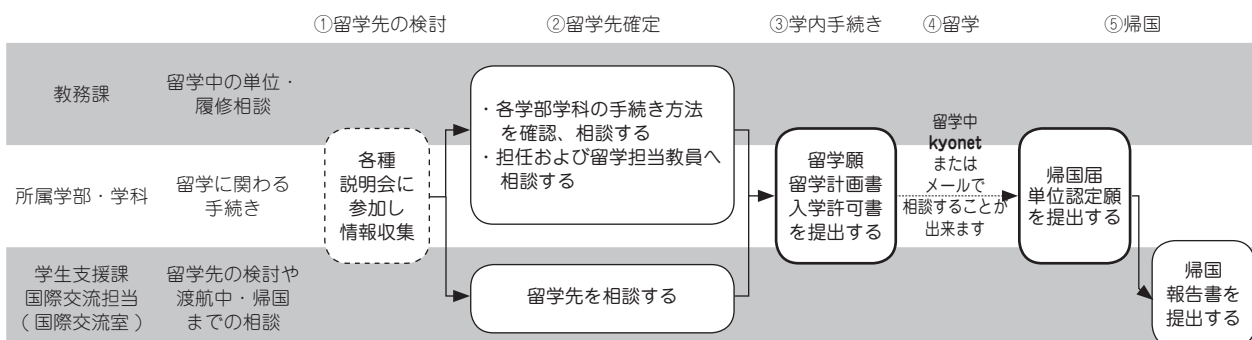 ①留学先の検討
②留学先確定
③学内手続き
④留学
⑤帰国
教務課
留学中の単位・
履修相談
所属学部・学科
留学に関わる
手続き
学生支援課
国際交流担当
(国際交流室)
留学先の検討や
渡航中・帰国
までの相談
各種
説明会に
参加し
情報収集
・各学部学科の手続き方法
を確認、相談する
・担任および留学担当教員へ
相談する
留学先を相談する
留学願
留学計画書
入学許可書
を提出する
留学中
kyonet
または
メールで
相談することが
出来ます
帰国届
単位認定願
を提出する
帰国
報告書を
提出する